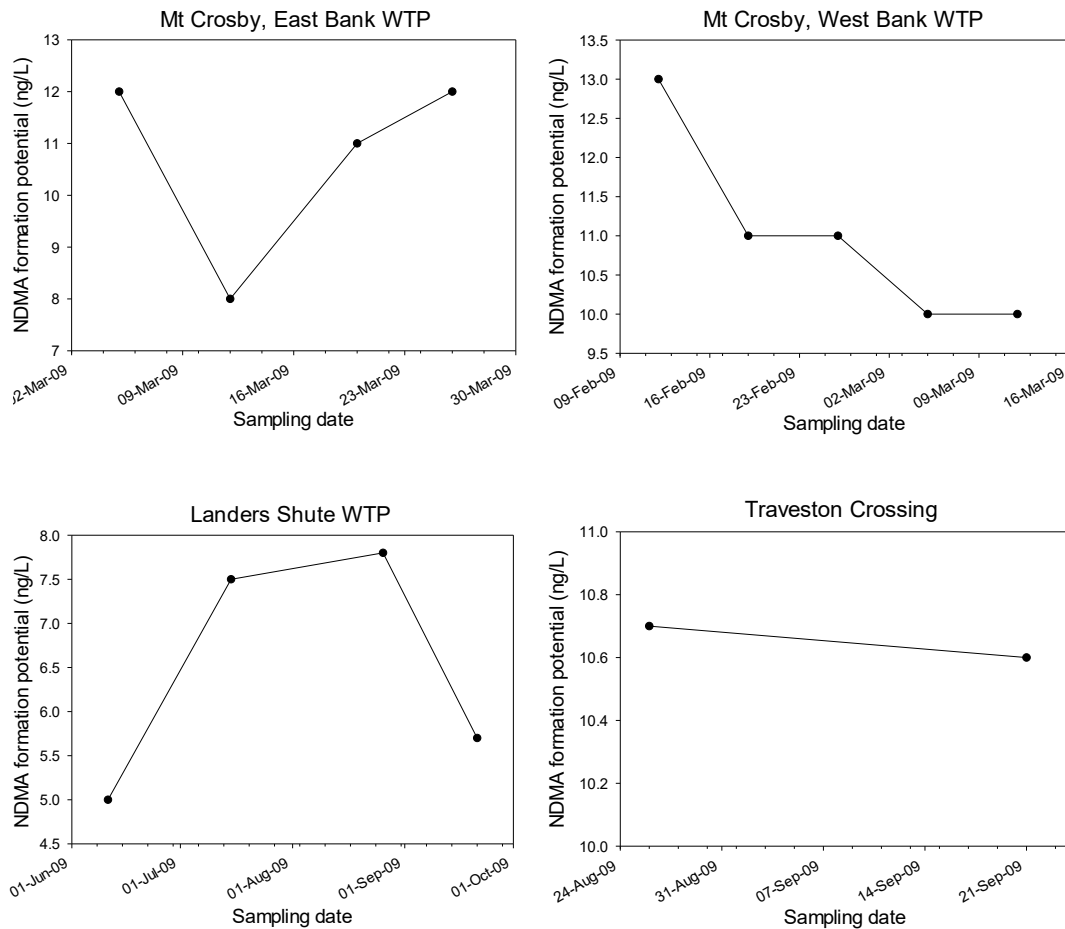 Mt Crosby, East Bank WTP
NDMA formation potential (ng/L)
13
12
11
10
9
8
7
02-Mar-09
09-Mar-09
16-Mar-09
23-Mar-09
30-Mar-09
Sampling date
Mt Crosby, West Bank WTP
NDMA formation potential (ng/L)
13.5
13.0
12.5
12.0
11.5
11.0
10.5
10.0
9.5
09-Feb-09
16-Feb-09
23-Feb-09
02-Mar-09
09-Mar-09
16-Mar-09
Sampling date
Landers Shute WTP
NDMA formation potential (ng/L)
8.0
7.5
7.0
6.5
6.0
5.5
5.0
4.5
01-Jun-09
01-Jul-09
01-Aug-09
01-Sep-09
01-Oct-09
Sampling date
Traveston Crossing
NDMA formation potential (ng/L)
11.0
10.8
10.6
10.4
10.2
10.0
24-Aug-09
31-Aug-09
07-Sep-09
14-Sep-09
21-Sep-09
Sampling date